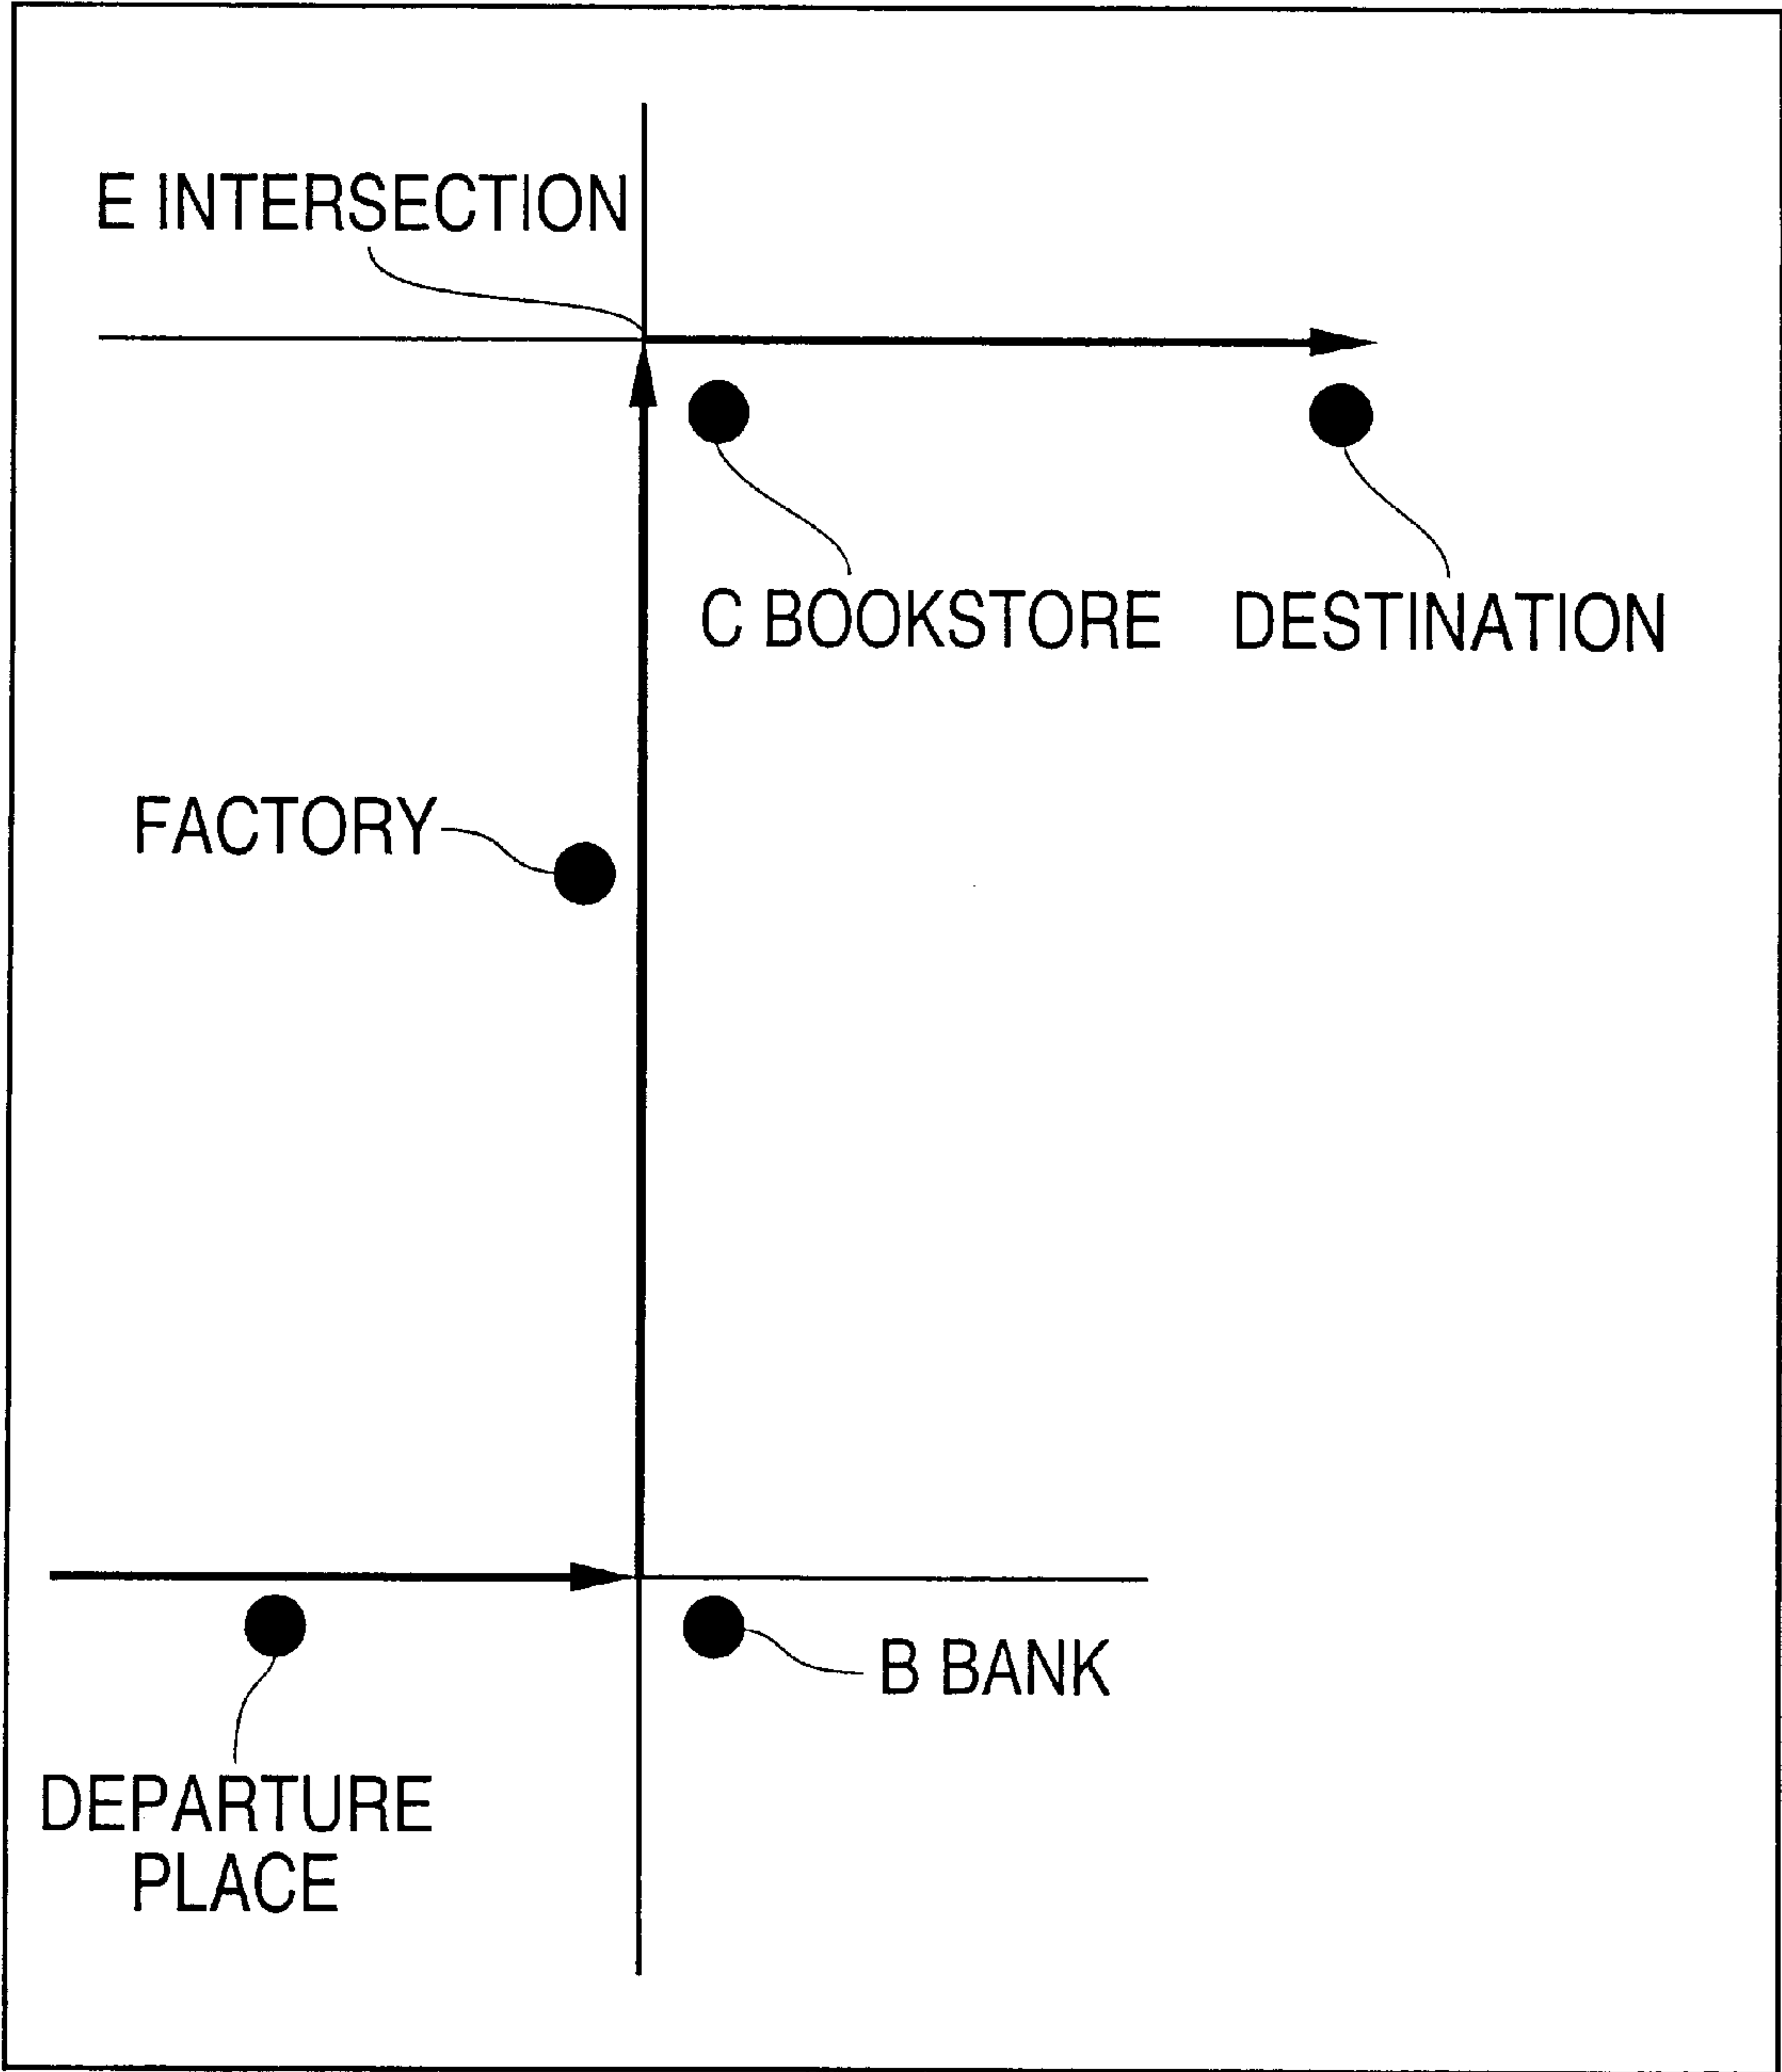 E INTERSECTION
C BOOKSTORE
DESTINATION
FACTORY
B BANK
DEPARTURE
PLACE